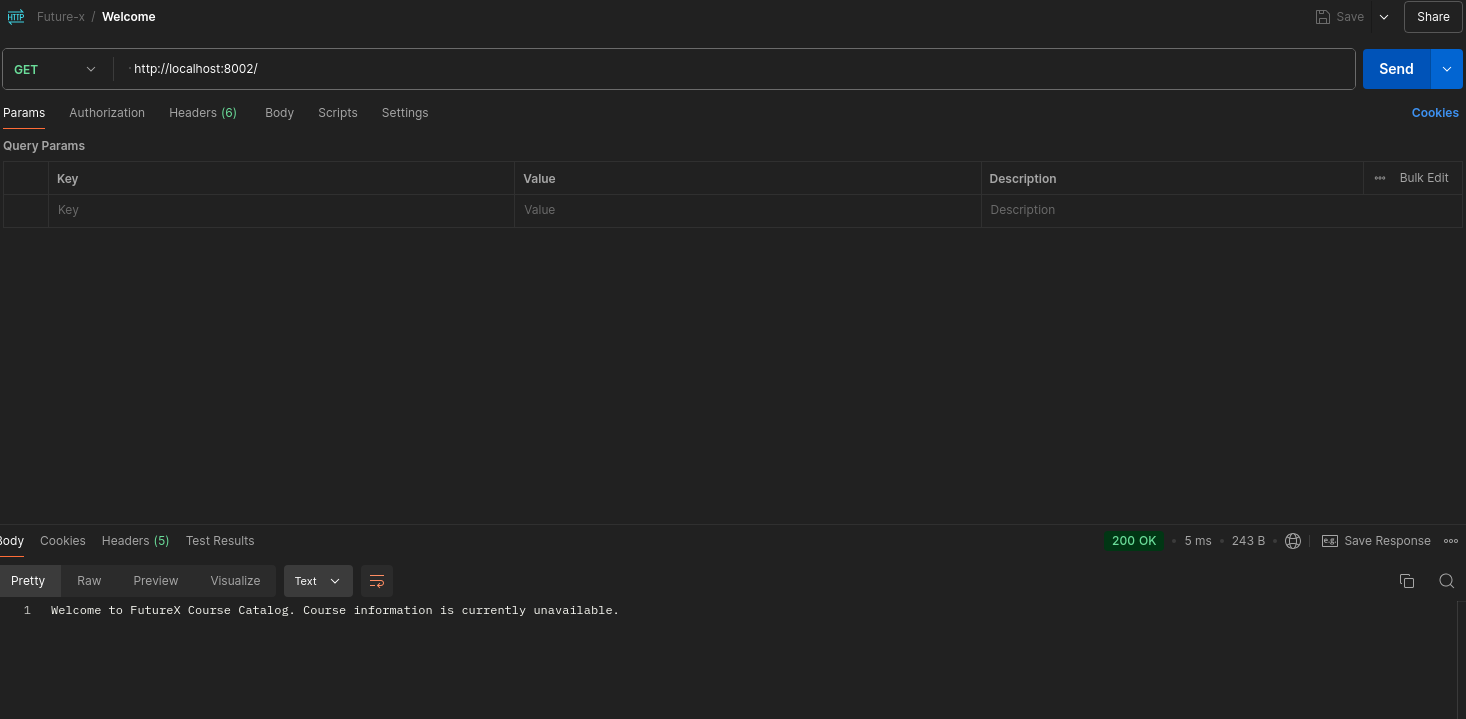 HTTP Future-x / Welcome Save Share
GET http://localhost:8002/ Send
Params Authorization Headers (6) Body Scripts Settings Cookies
Query Params
Key Value Description Bulk Edit
Key Value Description
Body Cookies Headers (5) Test Results 200 OK 5 ms 243 B e.g. Save Response
Pretty Raw Preview Visualize Text
1 Welcome to FutureX Course Catalog. Course information is currently unavailable.